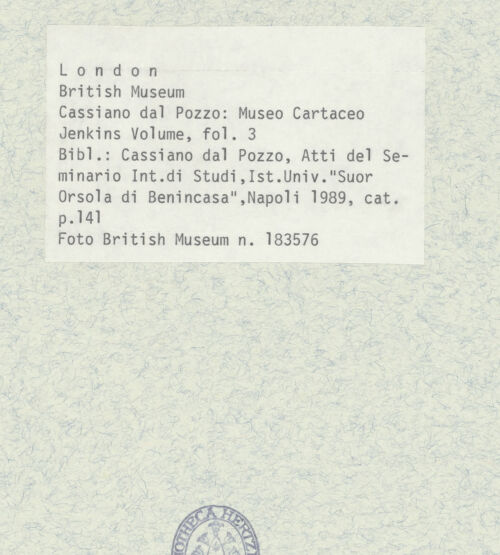 L o n d o n
British Museum
Cassiano dal Pozzo: Museo Cartaceo
Jenkins Volume, fol. 3
Bibl.: Cassiano dal Pozzo, Atti del Se-
minario Int.di Studi,Ist.Univ."Suor
Orsola di Benincasa",Napoli 1989, cat.
p.141
Foto British Museum n. 183576